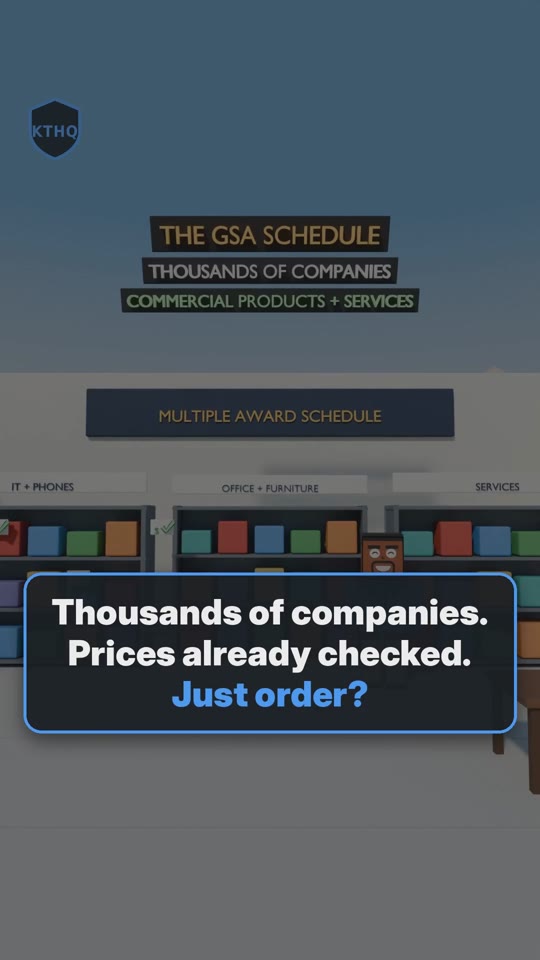 KTHQ
THE GSA SCHEDULE
THOUSANDS OF COMPANIES
COMMERCIAL PRODUCTS + SERVICES
MULTIPLE AWARD SCHEDULE
IT + PHONES
OFFICE + FURNITURE
SERVICES
Thousands of companies.
Prices already checked.
Just order?